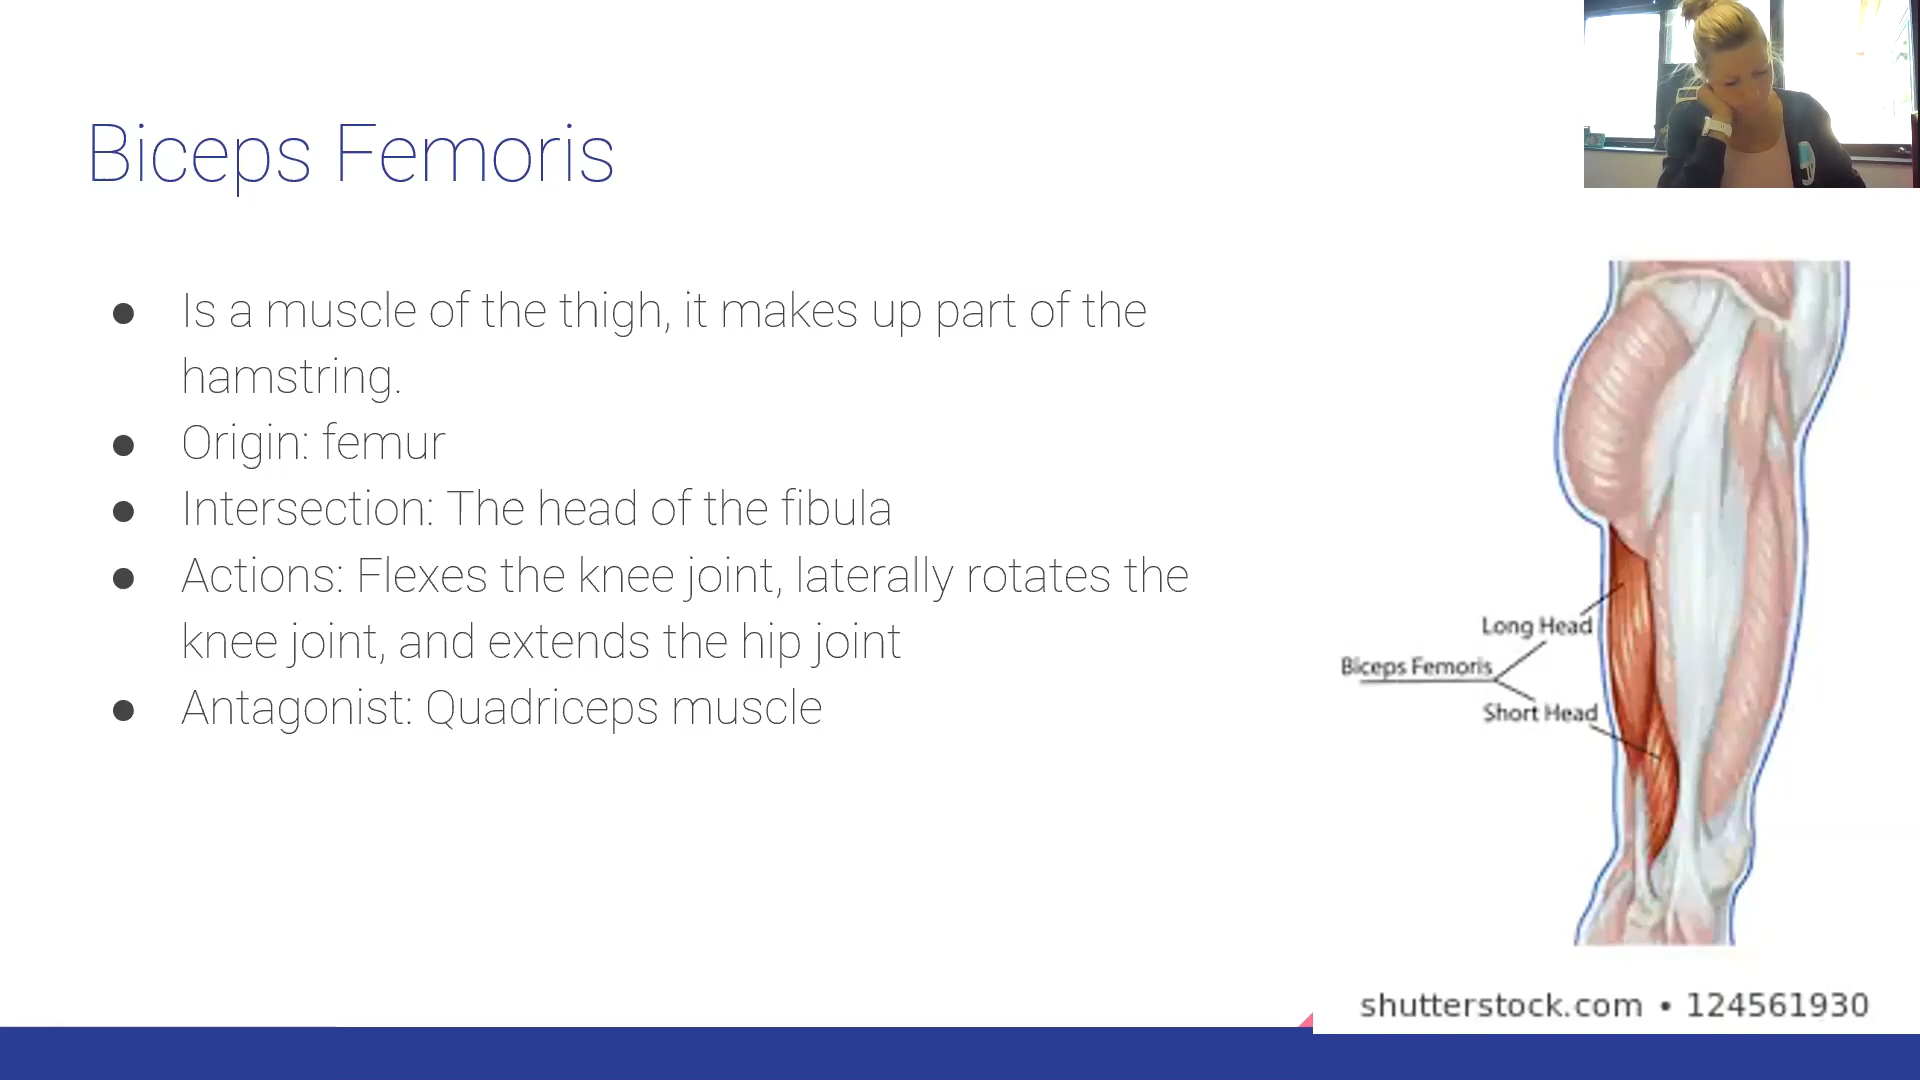 Biceps Femoris
● Is a muscle of the thigh, it makes up part of the
hamstring.
● Origin: femur
● Intersection: The head of the fibula
● Actions: Flexes the knee joint, laterally rotates the
knee joint, and extends the hip joint
● Antagonist: Quadriceps muscle
Long Head
Biceps Femoris
Short Head
shutterstock.com • 124561930